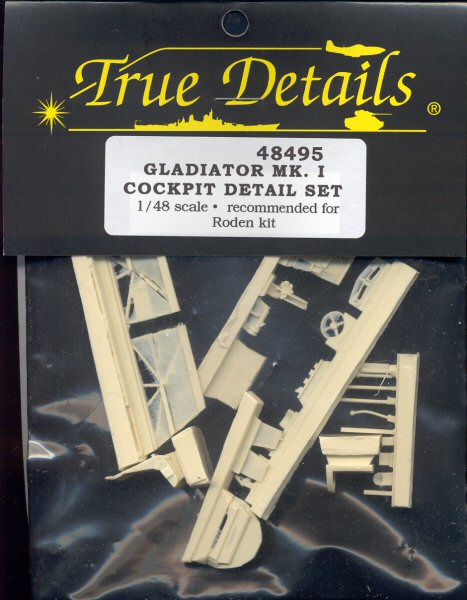 True Details ®
48495
GLADIATOR MK. I
COCKPIT DETAIL SET
1/48 scale • recommended for
Roden kit